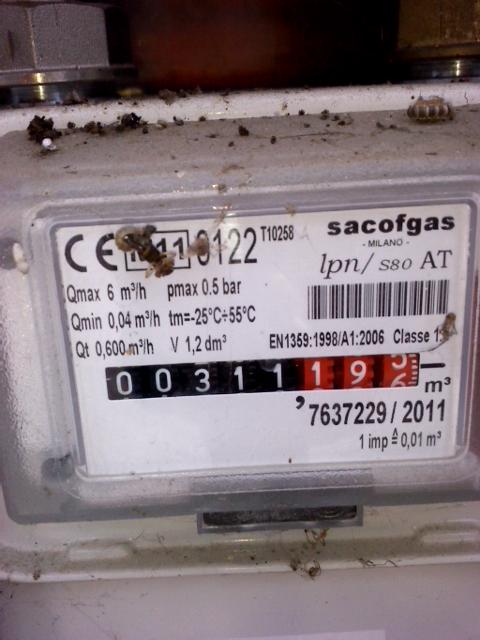 CE 0122 T10258
sacofgas
- MILANO -
lpn/ S80 AT
Qmax 6 m³/h pmax 0.5 bar
Qmin 0,04 m³/h tm=-25°C÷55°C
Qt 0,600 m³/h V 1,2 dm³
EN1359:1998/A1:2006 Classe
0 0 3 1 1 1 9 m³
7637229 / 2011
1 imp ≙ 0,01 m³